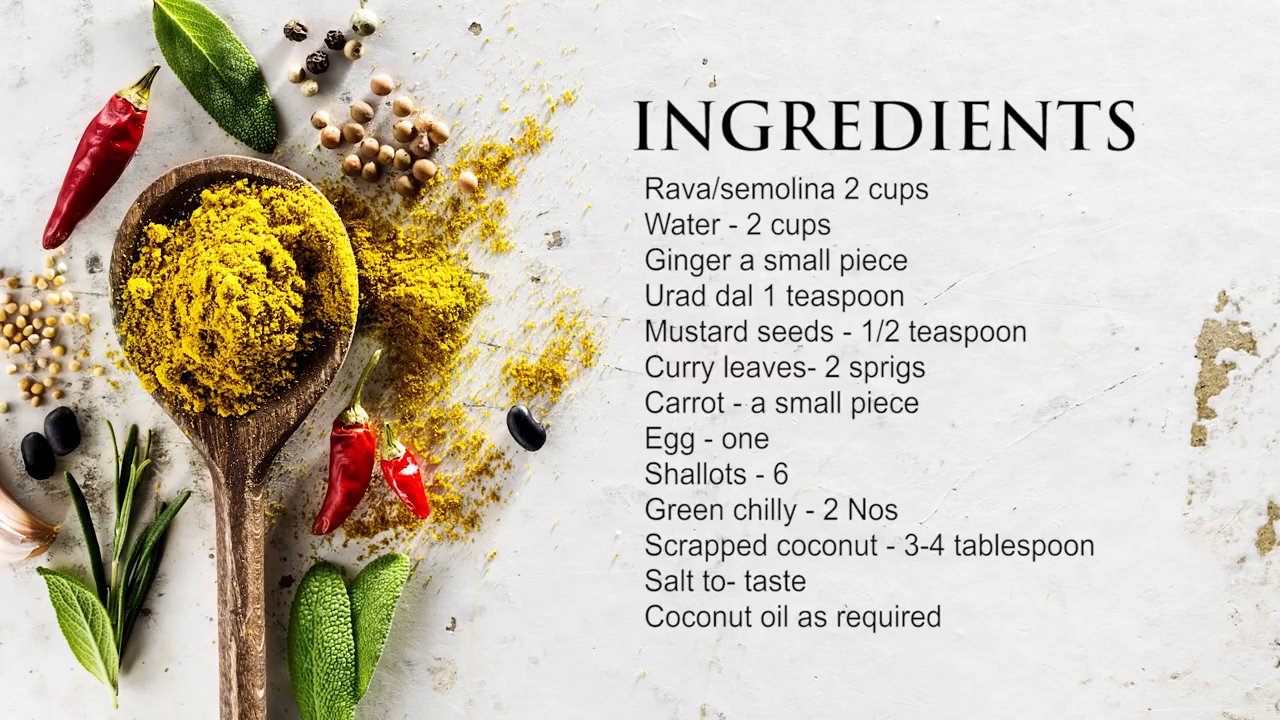 INGREDIENTS
Rava/semolina 2 cups
Water - 2 cups
Ginger a small piece
Urad dal 1 teaspoon
Mustard seeds - 1/2 teaspoon
Curry leaves- 2 sprigs
Carrot - a small piece
Egg - one
Shallots - 6
Green chilly - 2 Nos
Scrapped coconut - 3-4 tablespoon
Salt to- taste
Coconut oil as required